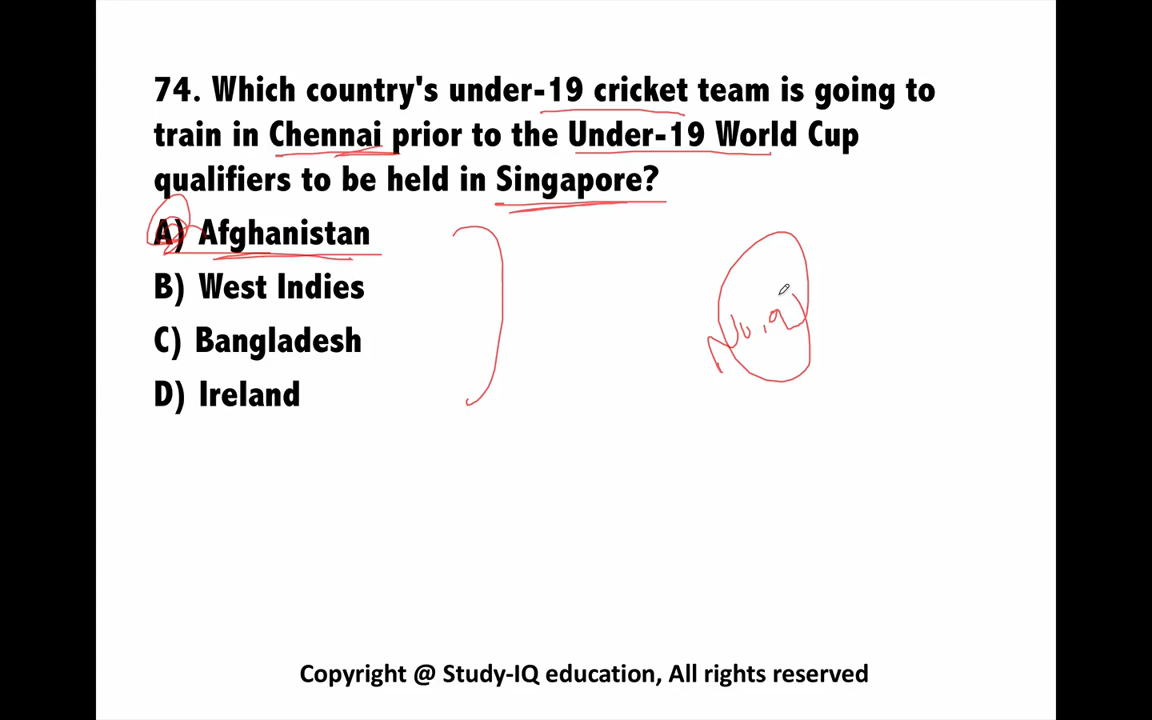 74. Which country's under-19 cricket team is going to
train in Chennai prior to the Under-19 World Cup
qualifiers to be held in Singapore?
A) Afghanistan
B) West Indies
C) Bangladesh
D) Ireland
Copyright @ Study-IQ education, All rights reserved